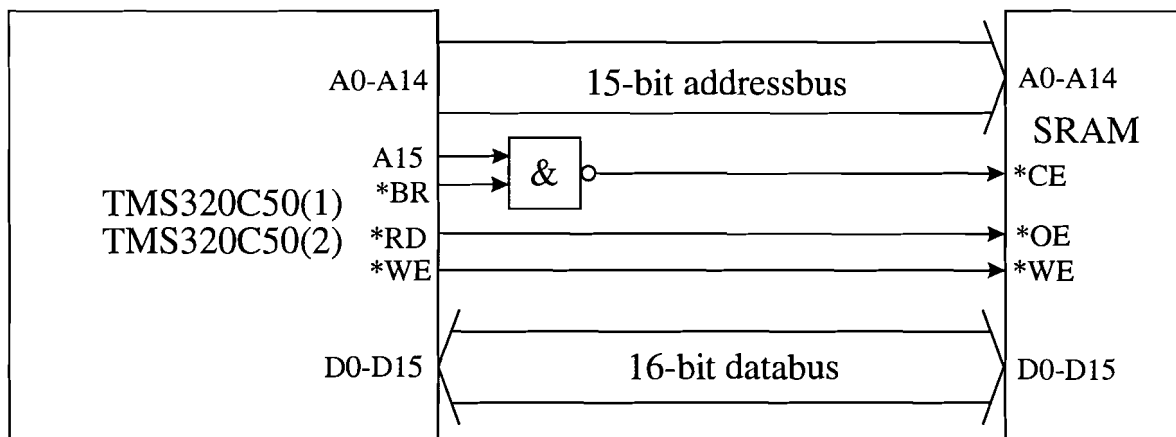 A0-A14
15-bit addressbus
A0-A14
SRAM
A15
&
*CE
*BR
TMS320C50(1)
TMS320C50(2)
*RD
*OE
*WE
*WE
D0-D15
16-bit databus
D0-D15